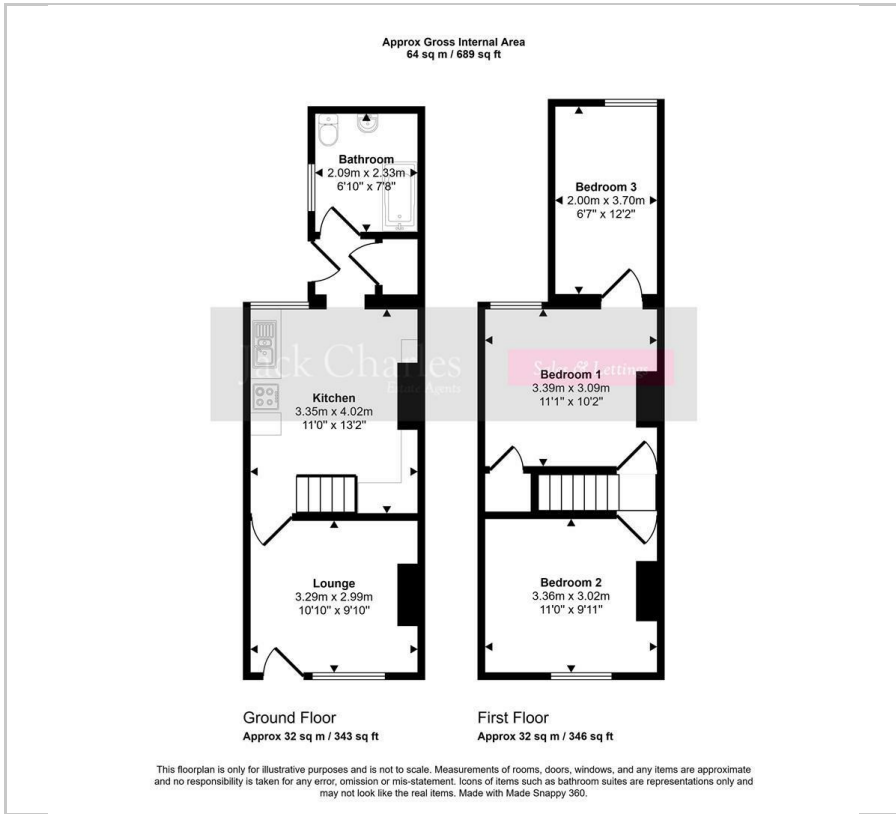 Approx Gross Internal Area
64 sq m / 689 sq ft
Bathroom
2.09m x 2.33m
6'10" x 7'8"
Bedroom 3
2.00m x 3.70m
6'7" x 12'2"
Jack Charles
Estate Agents
Sales & Lettings
Kitchen
3.35m x 4.02m
11'0" x 13'2"
Bedroom 1
3.39m x 3.09m
11'1" x 10'2"
Lounge
3.29m x 2.99m
10'10" x 9'10"
Bedroom 2
3.36m x 3.02m
11'0" x 9'11"
Ground Floor
Approx 32 sq m / 343 sq ft
First Floor
Approx 32 sq m / 346 sq ft
This floorplan is only for illustrative purposes and is not to scale. Measurements of rooms, doors, windows, and any items are approximate
and no responsibility is taken for any error, omission or mis-statement. Icons of items such as bathroom suites are representations only and
may not look like the real items. Made with Made Snappy 360.